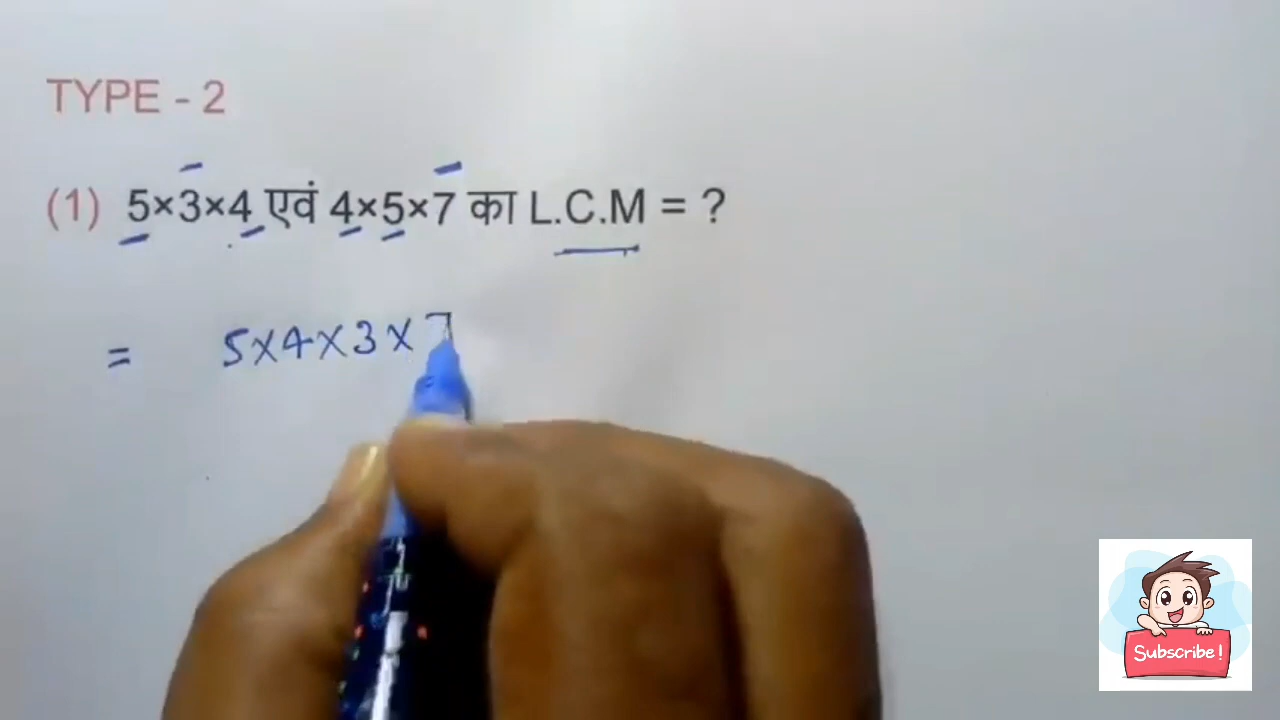 TYPE - 2
(1) 5×3×4 एवं 4×5×7 का L.C.M = ?
= 5×4×3×7
Subscribe!